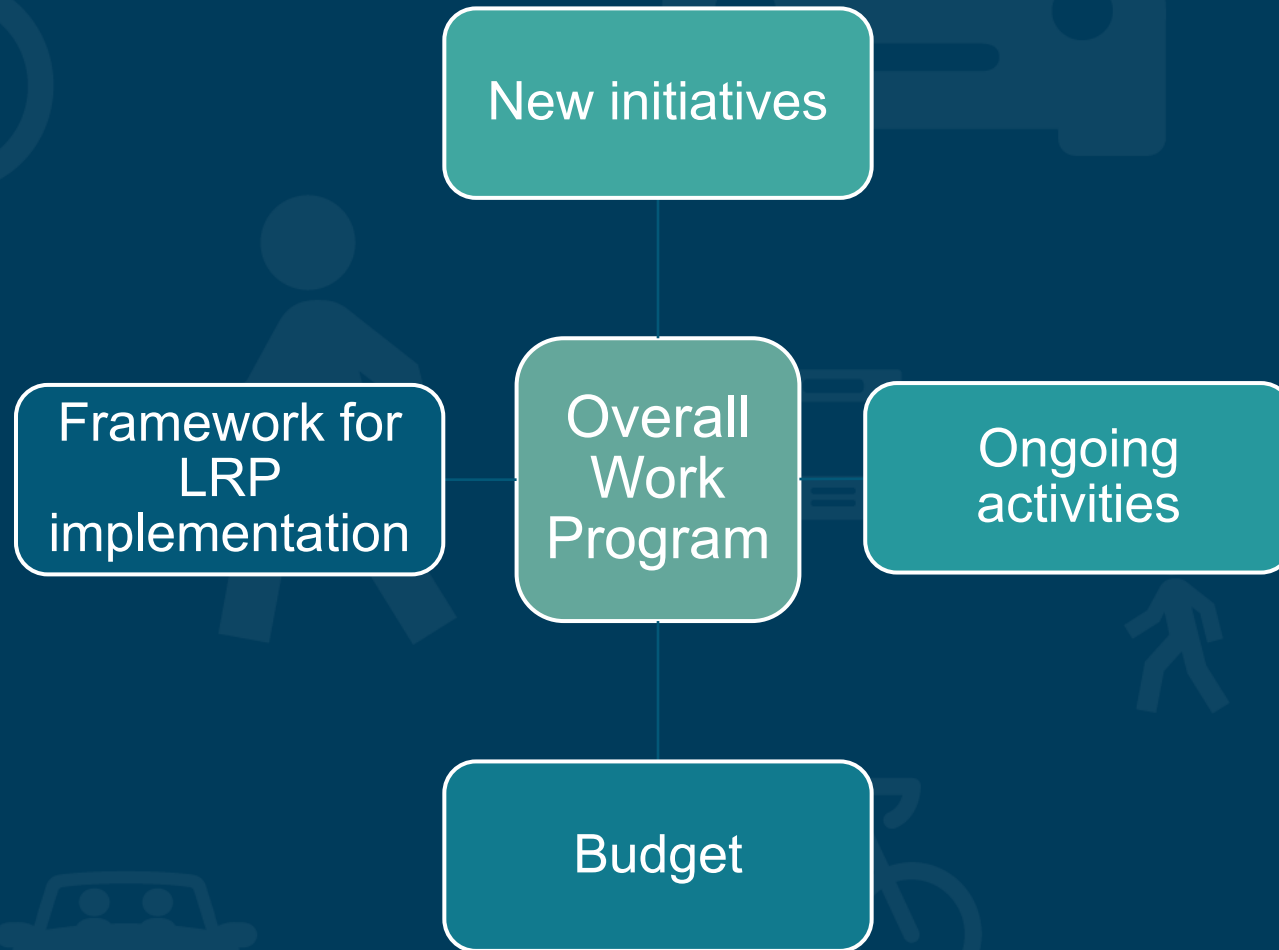 New initiatives
Framework for
LRP
implementation
Overall
Work
Program
Ongoing
activities
Budget